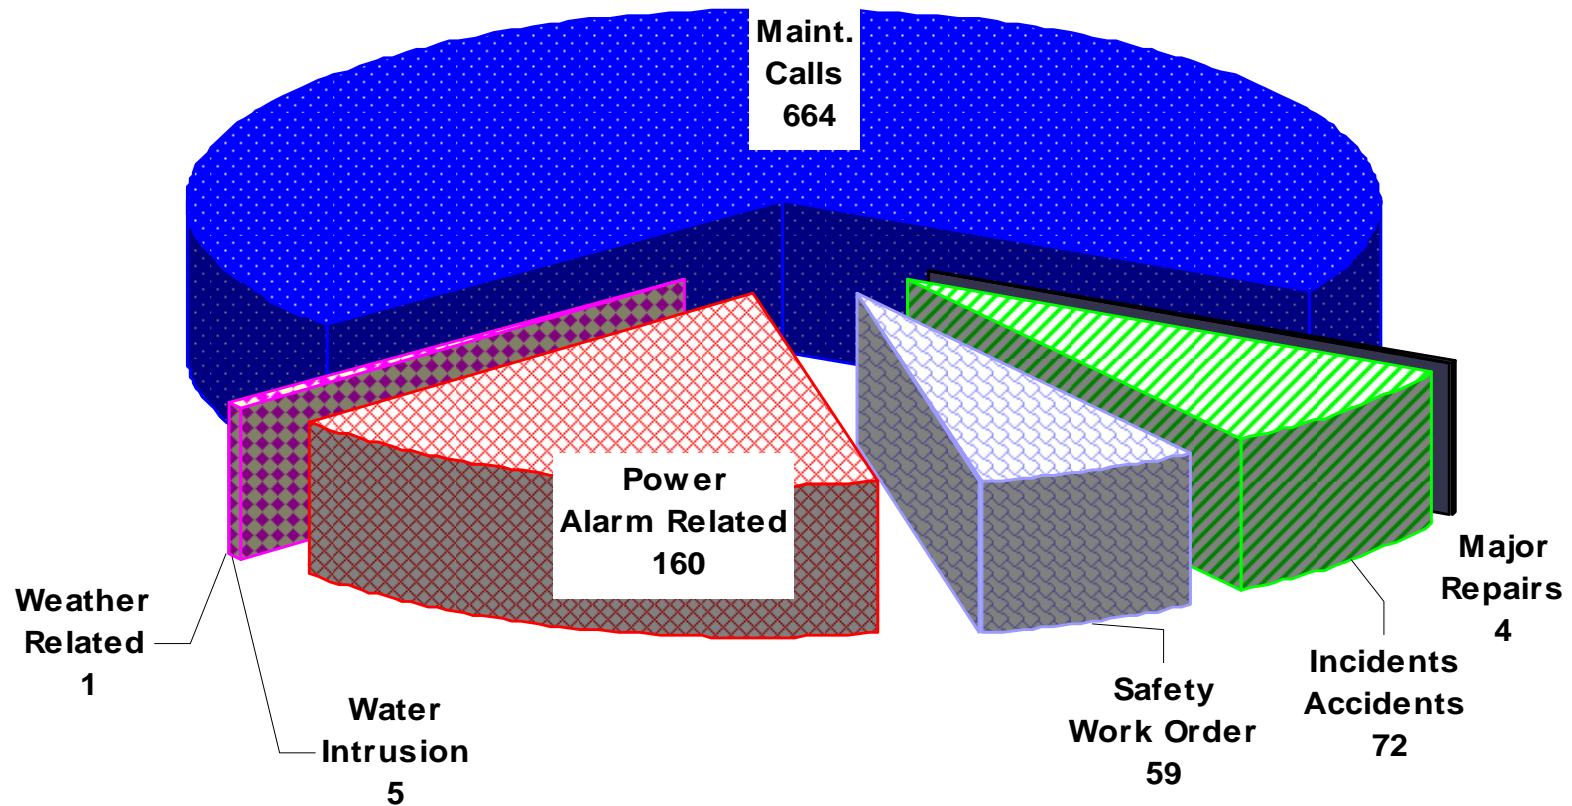 Maint.
Calls
664
Power
Alarm Related
160
Weather
Related
1
Water
Intrusion
5
Safety
Work Order
59
Incidents
Accidents
72
Major
Repairs
4